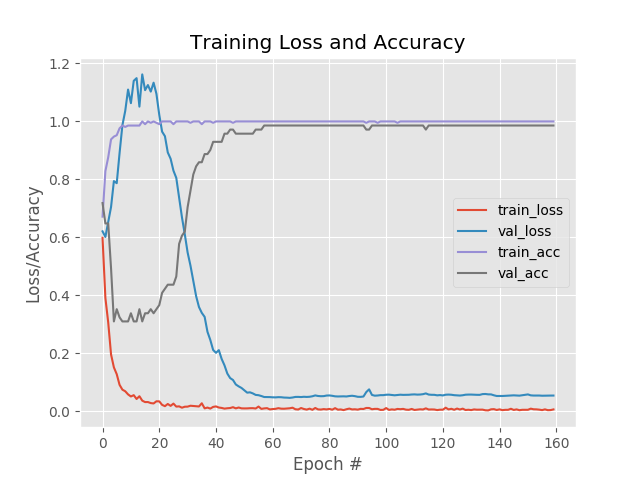 Training Loss and Accuracy
1.2
1.0
0.8
0.6
0.4
0.2
0.0
Loss/Accuracy
train_loss
val_loss
train_acc
val_acc
0 20 40 60 80 100 120 140 160
Epoch #